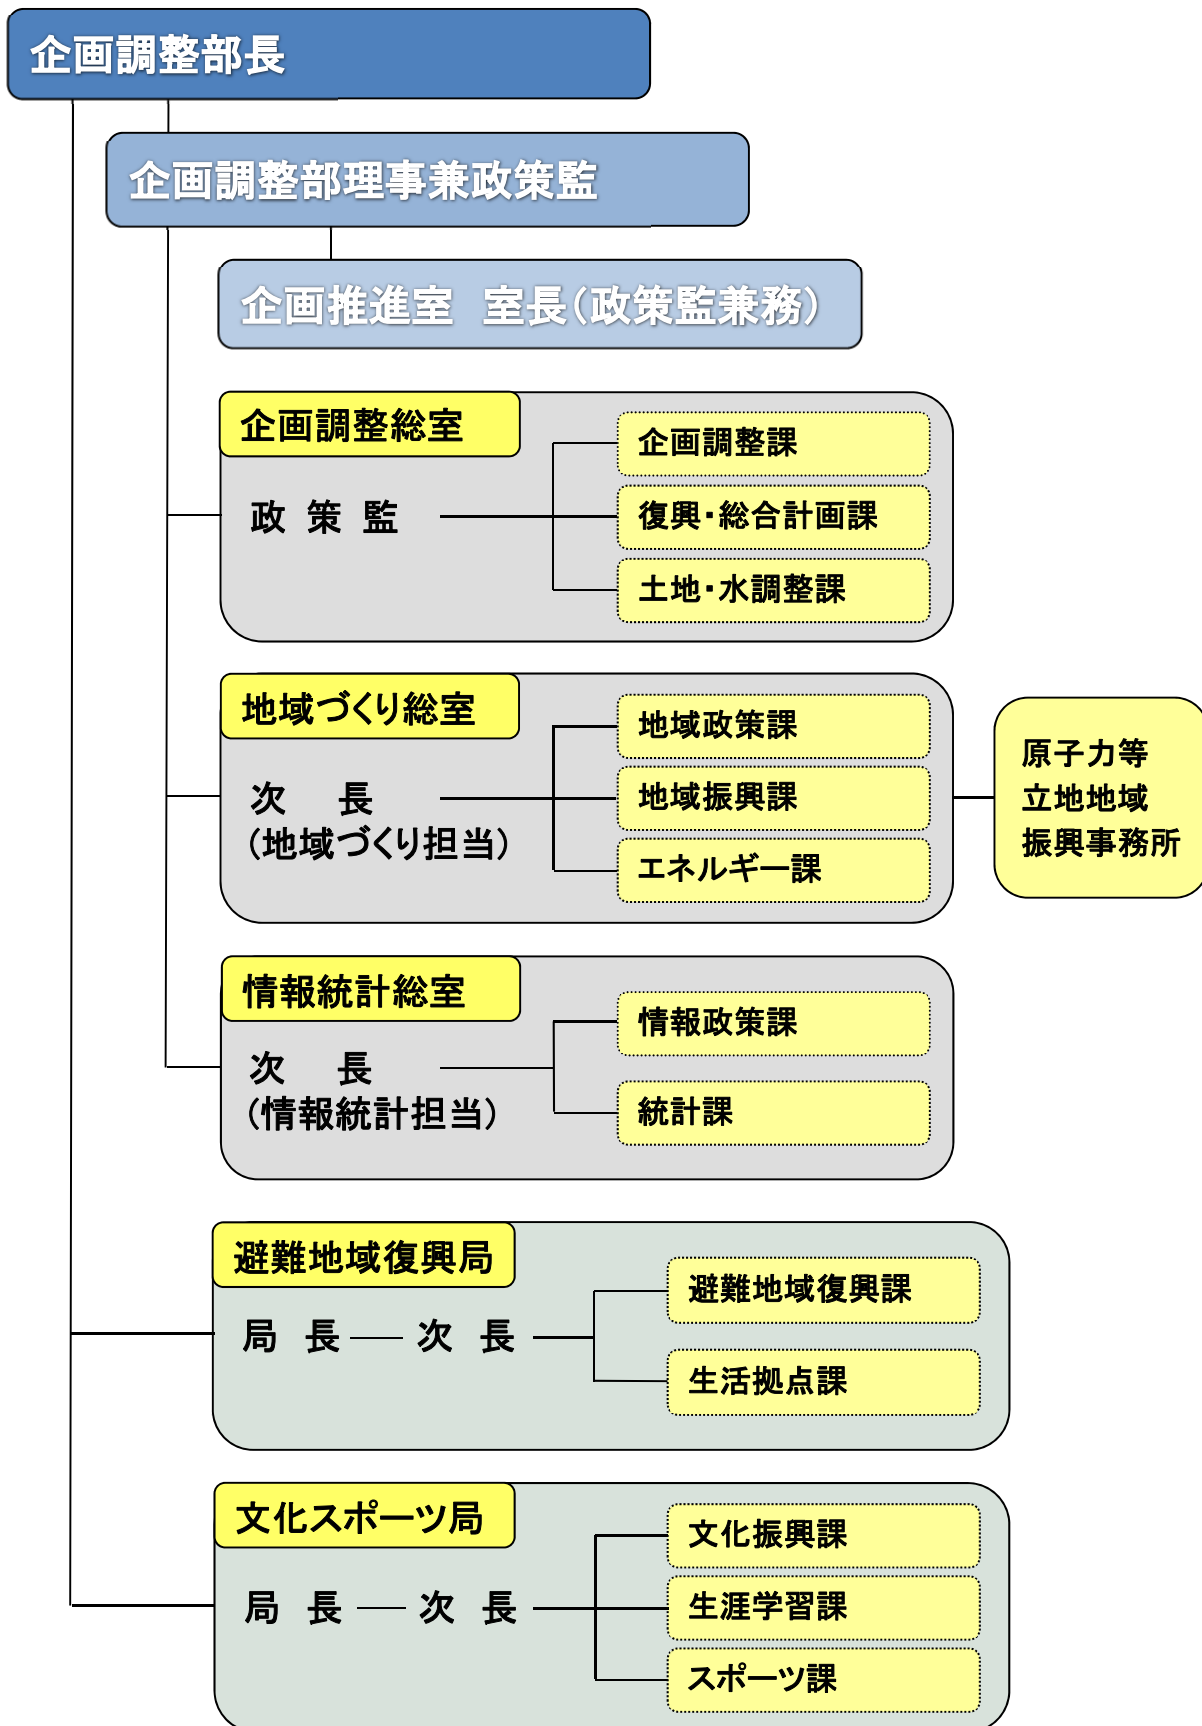 企画調整部長
企画調整部理事兼政策監
企画推進室　室長（政策監兼務）
企画調整総室
政 策 監
企画調整課
復興・総合計画課
土地・水調整課
地域づくり総室
次　長
（地域づくり担当）
地域政策課
地域振興課
エネルギー課
原子力等
立地地域
振興事務所
情報統計総室
次　長
（情報統計担当）
情報政策課
統計課
避難地域復興局
局 長 次 長
避難地域復興課
生活拠点課
文化スポーツ局
局 長 次 長
文化振興課
生涯学習課
スポーツ課